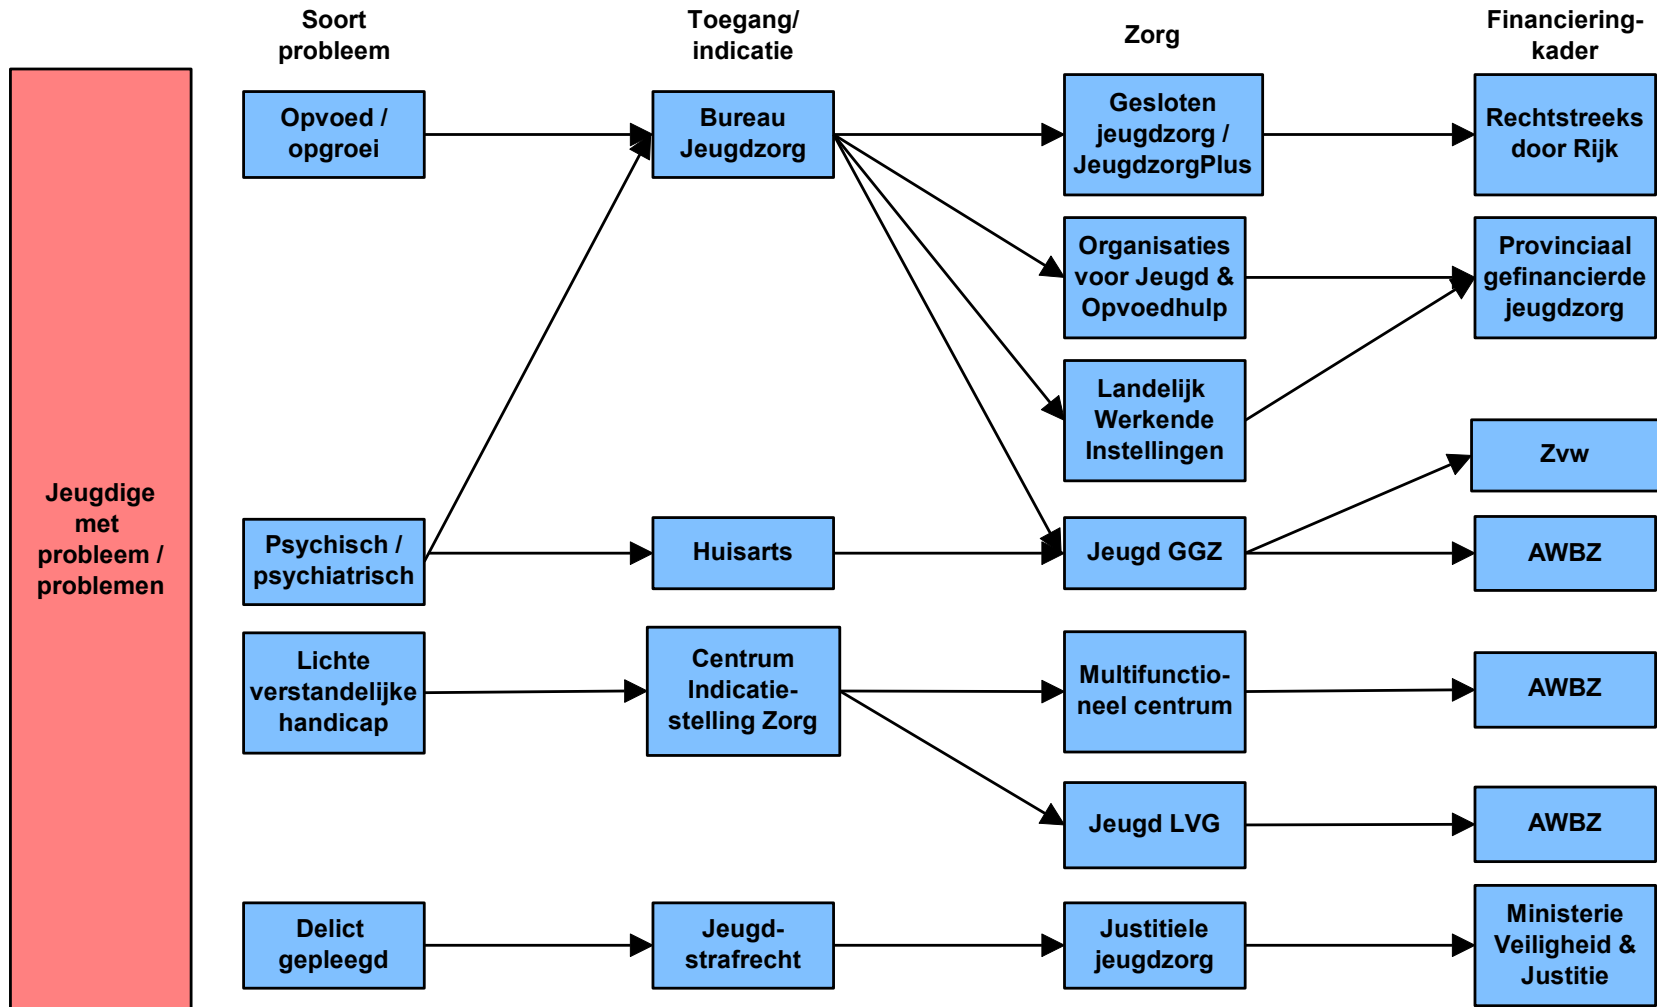 Soort
probleem
Toegang/
indicatie
Zorg
Financiering-
kader
Jeugdige
met
probleem /
problemen
Opvoed /
opgroei
Bureau
Jeugdzorg
Gesloten
jeugdzorg /
JeugdzorgPlus
Rechtstreeks
door Rijk
Organisaties
voor Jeugd &
Opvoedhulp
Provinciaal
gefinancierde
jeugdzorg
Landelijk
Werkende
Instellingen
Zvw
Psychisch /
psychiatrisch
Huisarts
Jeugd GGZ
AWBZ
Lichte
verstandelijke
handicap
Centrum
Indicatie-
stelling Zorg
Multifunctio-
neel centrum
AWBZ
Jeugd LVG
AWBZ
Delict
gepleegd
Jeugd-
strafrecht
Justitiele
jeugdzorg
Ministerie
Veiligheid &
Justitie